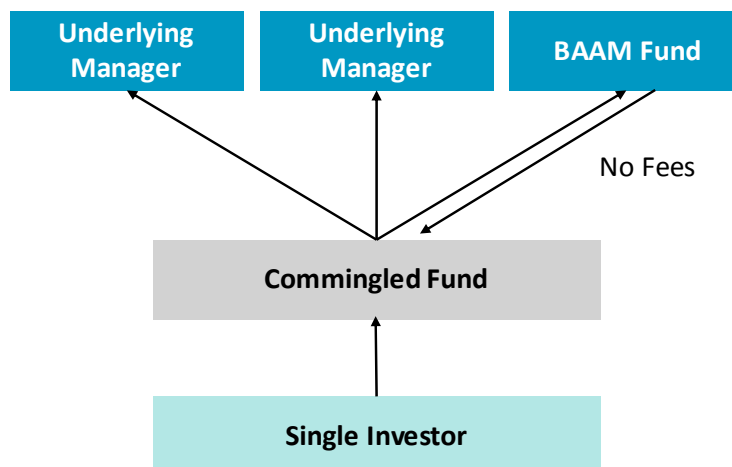 Underlying
Manager
Underlying
Manager
BAAM Fund
No Fees
Commingled Fund
Single Investor